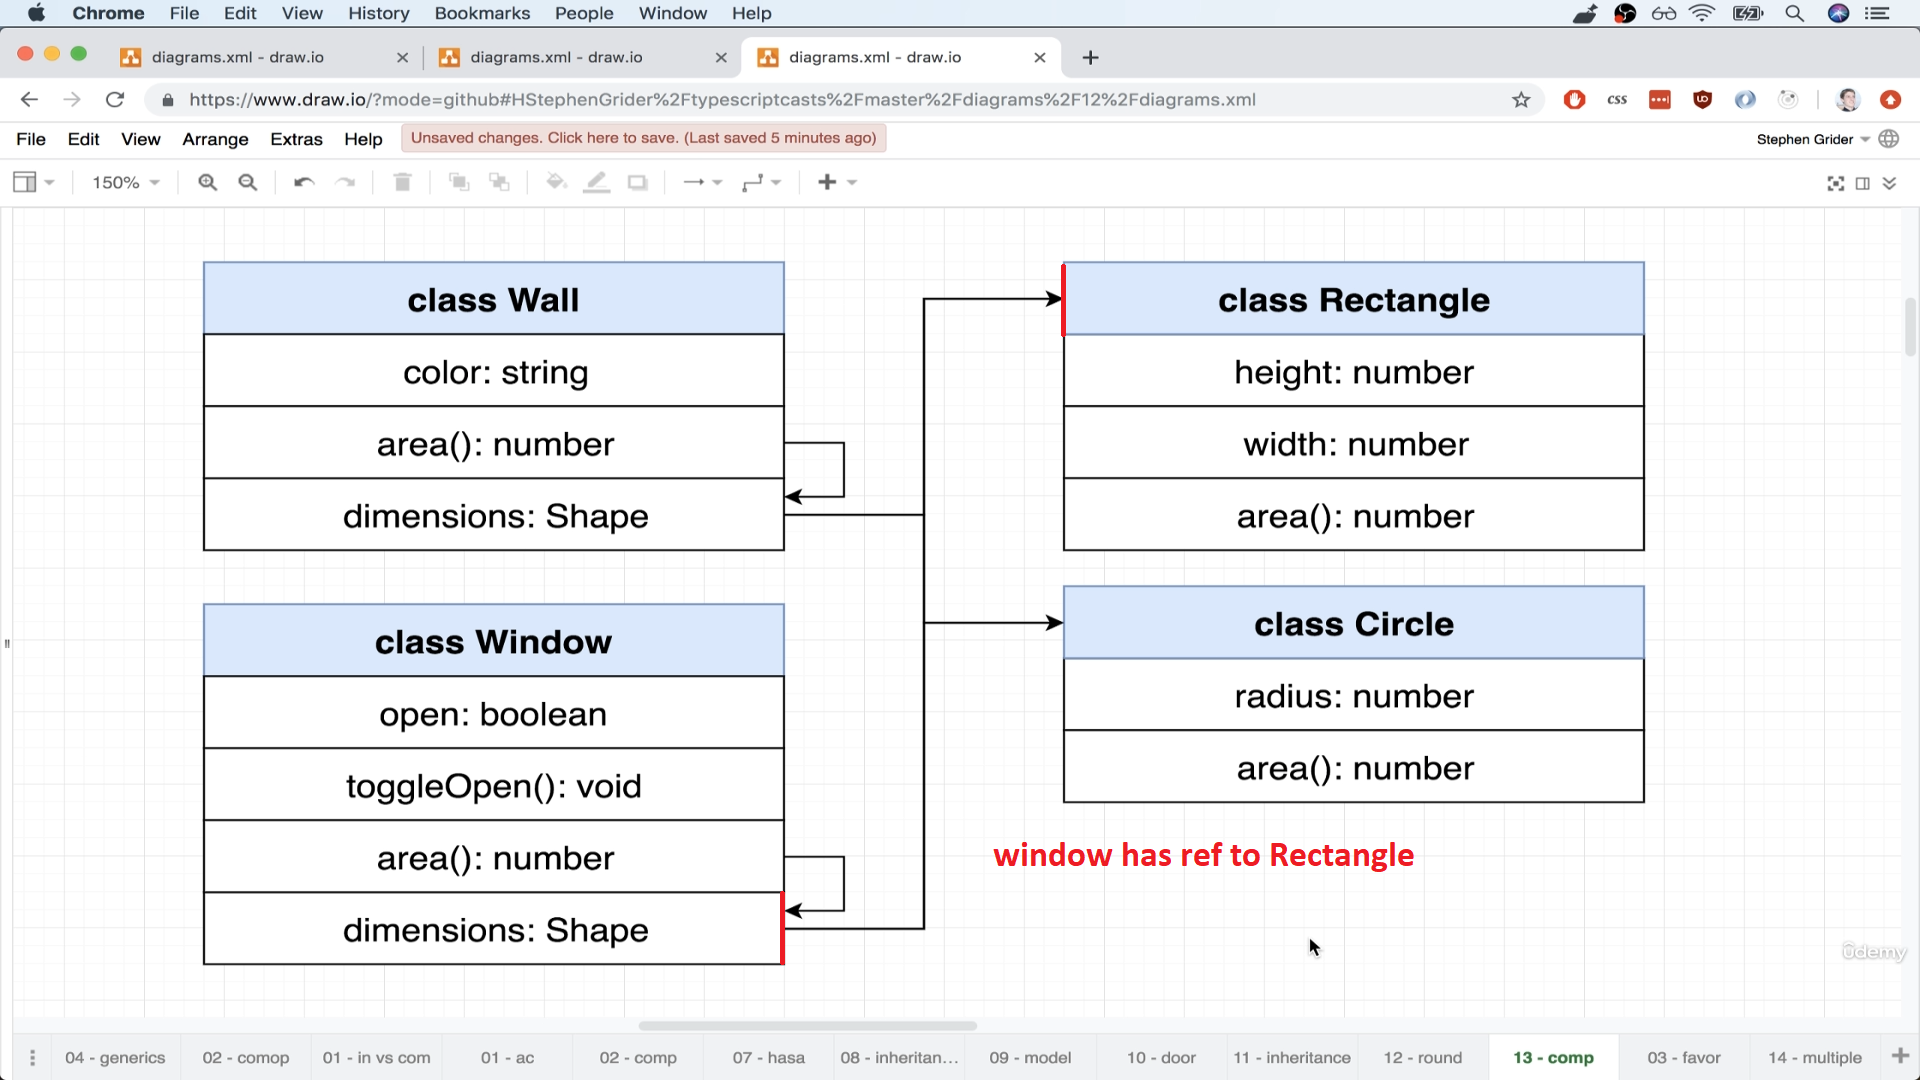 Chrome File Edit View History Bookmarks People Window Help
diagrams.xml - draw.io
diagrams.xml - draw.io
diagrams.xml - draw.io
https://www.draw.io/?mode=github#HStephenGrider%2Ftypescriptcasts%2Fmaster%2Fdiagrams%2F12%2Fdiagrams.xml
css
File Edit View Arrange Extras Help
Unsaved changes. Click here to save. (Last saved 5 minutes ago)
Stephen Grider
150%
class Wall
color: string
area(): number
dimensions: Shape
class Window
open: boolean
toggleOpen(): void
area(): number
dimensions: Shape
class Rectangle
height: number
width: number
area(): number
class Circle
radius: number
area(): number
window has ref to Rectangle
ûdemy
04 - generics
02 - comop
01 - in vs com
01 - ac
02 - comp
07 - hasa
08 - inheritan...
09 - model
10 - door
11 - inheritance
12 - round
13 - comp
03 - favor
14 - multiple